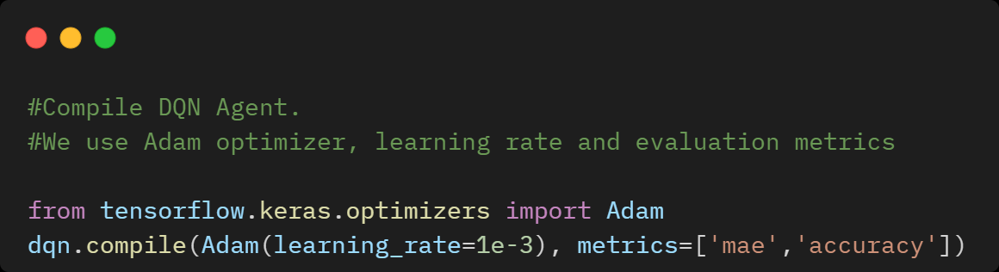 #Compile DQN Agent.
#We use Adam optimizer, learning rate and evaluation metrics
from tensorflow.keras.optimizers import Adam
dqn.compile(Adam(learning_rate=1e-3), metrics=['mae','accuracy'])